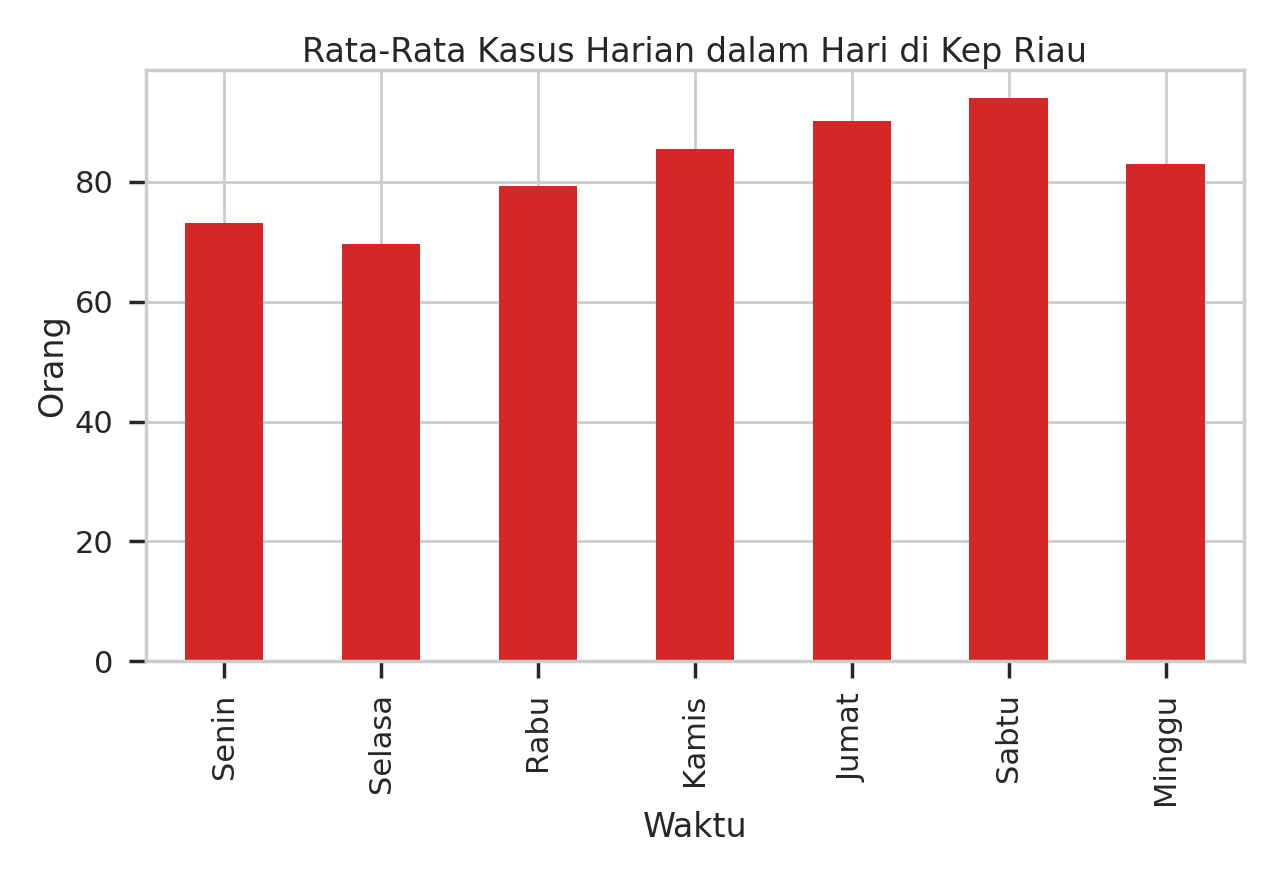 Rata-Rata Kasus Harian dalam Hari di Kep Riau
Orang
80
60
40
20
0
Senin
Selasa
Rabu
Kamis
Jumat
Sabtu
Minggu
Waktu